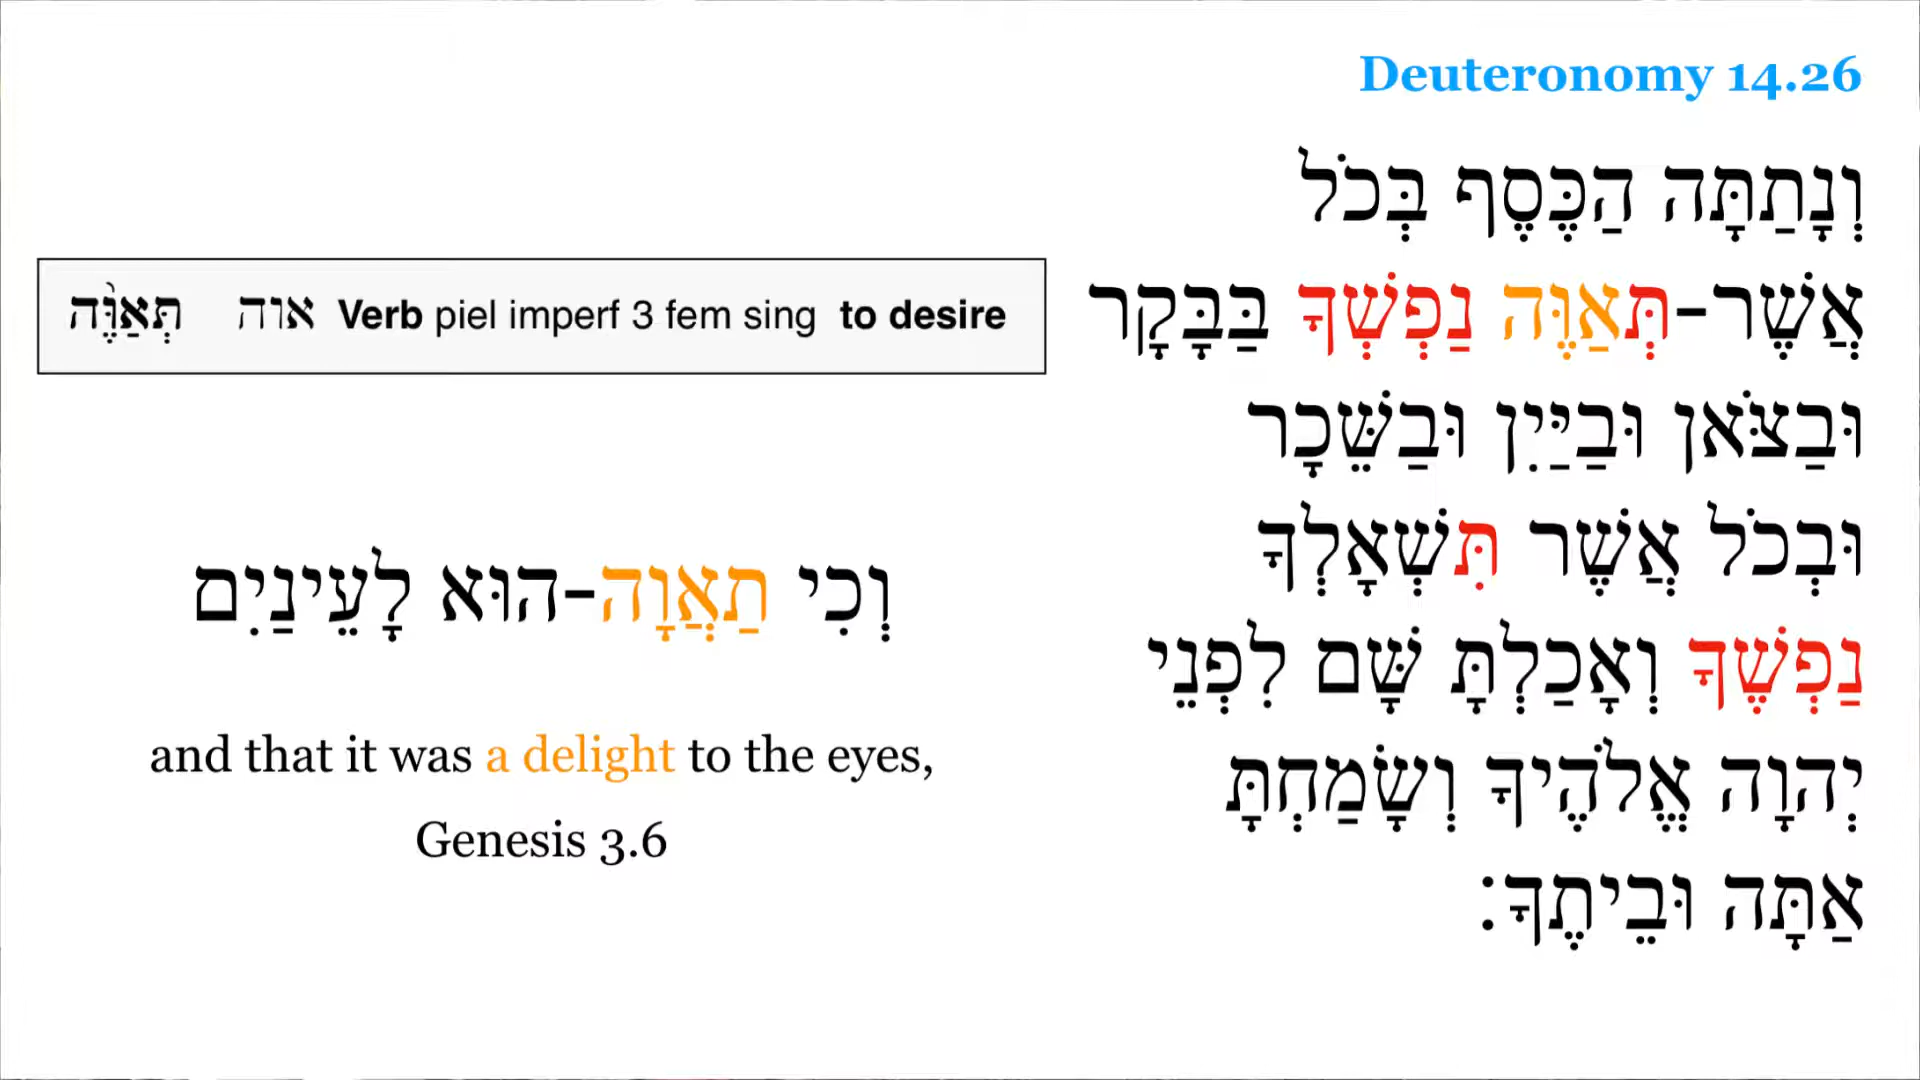 Deuteronomy 14.26
וְנָתַתָּה הַכֶּסֶף בְּכֹל
אֲשֶׁר-תְּאַוֶּה נַפְשְׁךָ בַּבָּקָר
וּבַצֹּאן וּבַיַּיִן וּבַשֵּׁכָר
וּבְכֹל אֲשֶׁר תִּשְׁאָלְךָ
נַפְשֶׁךָ וְאָכַלְתָּ שָּׁם לִפְנֵי
יְהוָה אֱלֹהֶיךָ וְשָׂמַחְתָּ
אַתָּה וּבֵיתֶךָ׃
תְּאַוֶּ֨ה אוה Verb piel imperf 3 fem sing to desire
וְכִי תַאֲוָה-הוּא לָעֵינַיִם
and that it was a delight to the eyes,
Genesis 3.6